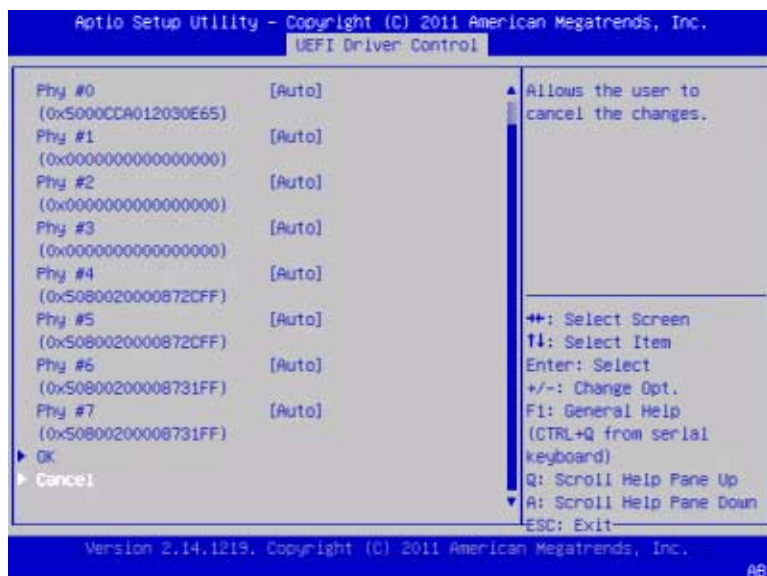 Aptio Setup Utility - Copyright (C) 2011 American Megatrends, Inc.
UEFI Driver Control
Phy #0 [Auto]
(0x5000CCA012030E65)
Phy #1 [Auto]
(0x0000000000000000)
Phy #2 [Auto]
(0x0000000000000000)
Phy #3 [Auto]
(0x0000000000000000)
Phy #4 [Auto]
(0x5080020000872CFF)
Phy #5 [Auto]
(0x5080020000872CFF)
Phy #6 [Auto]
(0x50800200008731FF)
Phy #7 [Auto]
(0x50800200008731FF)
OK
Cancel
Allows the user to
cancel the changes.
↔: Select Screen
↑↓: Select Item
Enter: Select
+/-: Change Opt.
F1: General Help
(CTRL+Q from serial
keyboard)
Q: Scroll Help Pane Up
A: Scroll Help Pane Down
ESC: Exit
Version 2.14.1219. Copyright (C) 2011 American Megatrends, Inc.
AB